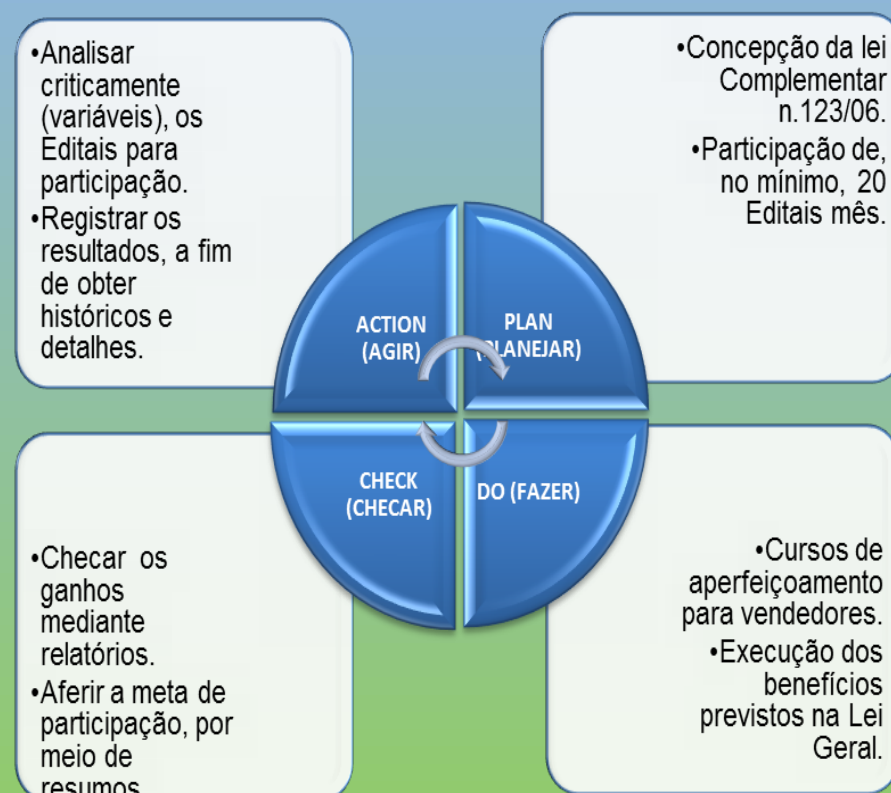 •Analisar
criticamente
(variáveis), os
Editais para
participação.
•Registrar os
resultados, a fim
de obter
históricos e
detalhes.
•Concepção da lei
Complementar
n.123/06.
•Participação de,
no mínimo, 20
Editais mês.
ACTION
(AGIR)
PLAN
(PLANEJAR)
CHECK
(CHECAR)
DO (FAZER)
•Checar os
ganhos
mediante
relatórios.
•Aferir a meta de
participação, por
meio de
resumos
•Cursos de
aperfeiçoamento
para vendedores.
•Execução dos
benefícios
previstos na Lei
Geral.